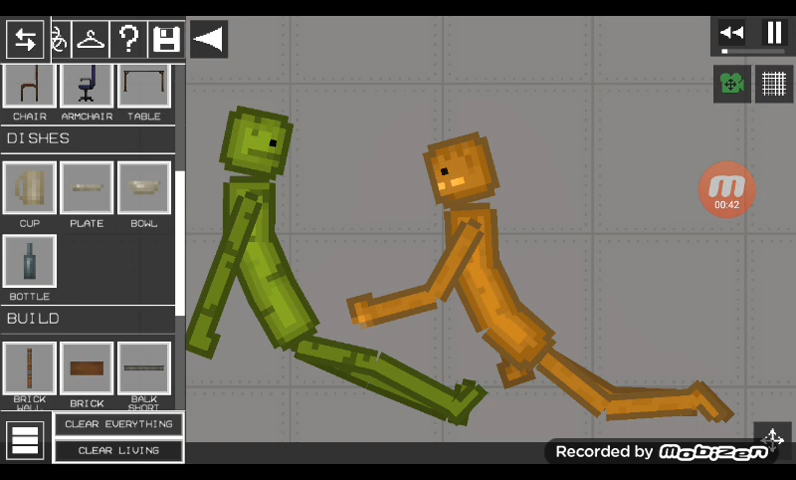 CHAIR ARMCHAIR TABLE
DISHES
CUP PLATE BOWL
BOTTLE
BUILD
BRICK WALL BRICK BALK SHORT
CLEAR EVERYTHING
CLEAR LIVING
00:42
Recorded by Mobizen